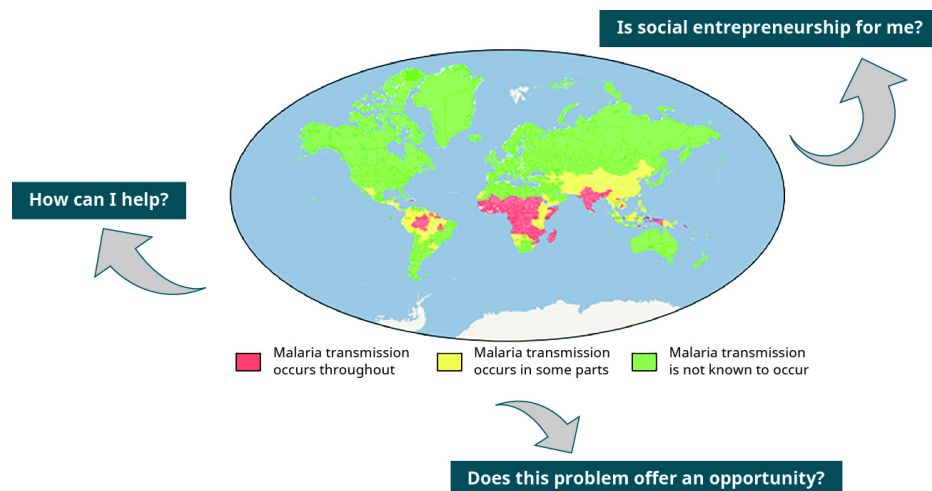 Is social entrepreneurship for me?
How can I help?
Malaria transmission
occurs throughout
Malaria transmission
occurs in some parts
Malaria transmission
is not known to occur
Does this problem offer an opportunity?